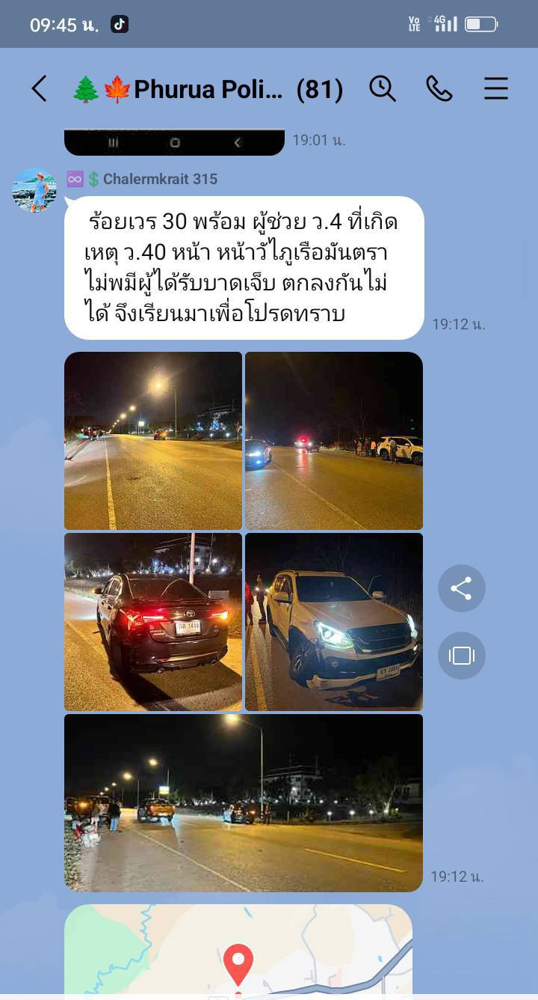 09:45 น.
Vo LTE 4G
Phurua Poli... (81)
19:01 น.
Chalermkrait 315
ร้อยเวร 30 พร้อม ผู้ช่วย ว.4 ที่เกิด
เหตุ ว.40 หน้า หน้าวัไภูเรือมันตรา
ไม่พมีผู้ได้รับบาดเจ็บ ตกลงกันไม่
ได้ จึงเรียนมาเพื่อโปรดทราบ
19:12 น.
19:12 น.